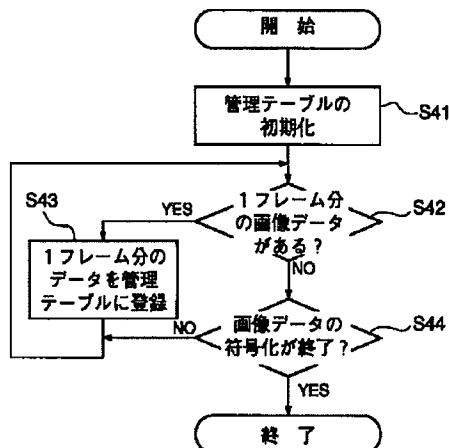 開 始
管理テーブルの
初期化
S41
S43
YES
1フレーム分
の画像データ
がある?
S42
1フレーム分の
データを管理
テーブルに登録
NO
NO
画像データの
符号化が終了?
S44
YES
終 了